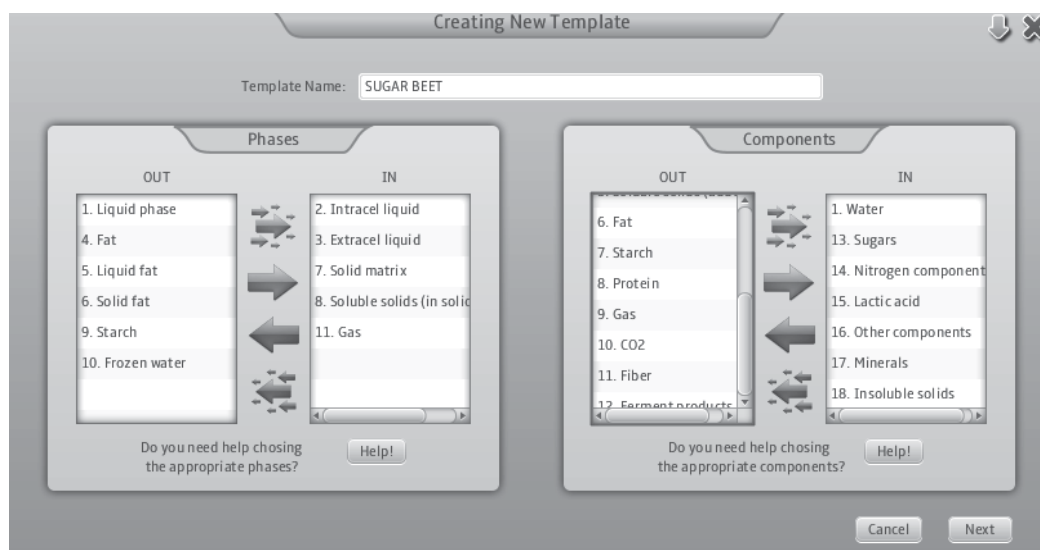 Creating New Template
Template Name: SUGAR BEET
Phases
OUT
IN
1. Liquid phase
4. Fat
5. Liquid fat
6. Solid fat
9. Starch
10. Frozen water
2. Intracel liquid
3. Extracel liquid
7. Solid matrix
8. Soluble solids (in solid
11. Gas
Do you need help chosing
the appropriate phases?
Help!
Components
OUT
IN
6. Fat
7. Starch
8. Protein
9. Gas
10. CO2
11. Fiber
12. Ferment products
1. Water
13. Sugars
14. Nitrogen component
15. Lactic acid
16. Other components
17. Minerals
18. Insoluble solids
Do you need help chosing
the appropriate components?
Help!
Cancel
Next